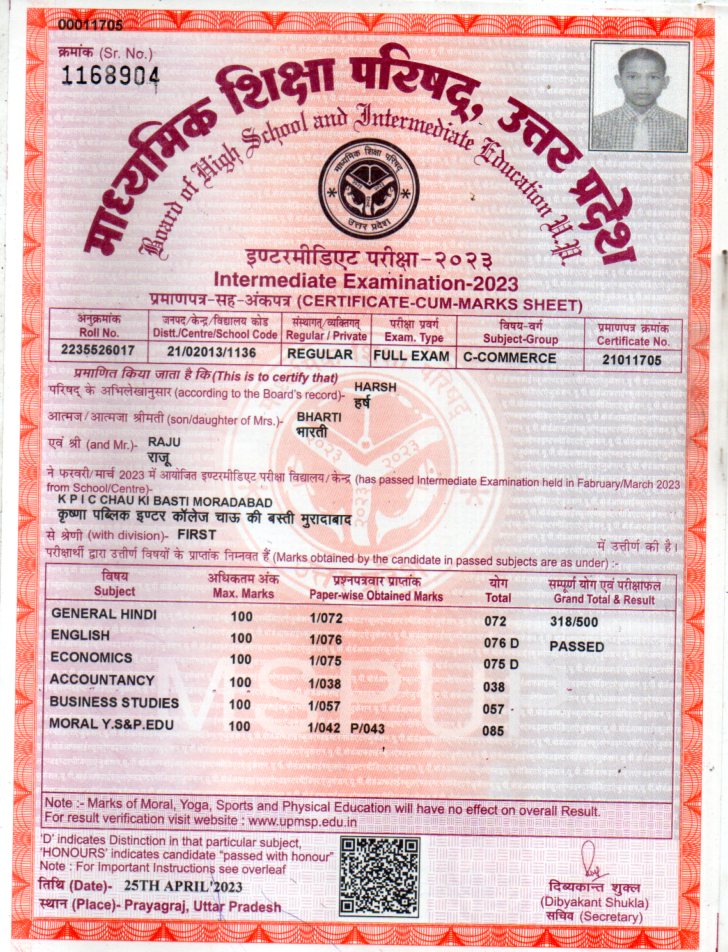 00011705
क्रमांक (Sr. No.)
1168904
माध्यमिक शिक्षा परिषद्, उत्तर प्रदेश
Board of High School and Intermediate Education U.P.
माध्यमिक शिक्षा परिषद्
उत्तर प्रदेश
इण्टरमीडिएट परीक्षा-२०२३
Intermediate Examination-2023
प्रमाणपत्र-सह-अंकपत्र (CERTIFICATE-CUM-MARKS SHEET)
अनुक्रमांक जनपद/केन्द्र/विद्यालय कोड संस्थागत/व्यक्तिगत परीक्षा प्रवर्ग विषय-वर्ग प्रमाणपत्र क्रमांक
Roll No. Distt./Centre/School Code Regular / Private Exam. Type Subject-Group Certificate No.
2235526017 21/02013/1136 REGULAR FULL EXAM C-COMMERCE 21011705
प्रमाणित किया जाता है कि (This is to certify that)
परिषद् के अभिलेखानुसार (according to the Board's record)- HARSH
हर्ष
आत्मज/आत्मजा श्रीमती (son/daughter of Mrs.)- BHARTI
भारती
एवं श्री (and Mr.)- RAJU
राजू
ने फरवरी/मार्च 2023 में आयोजित इण्टरमीडिएट परीक्षा विद्यालय/केन्द्र (has passed Intermediate Examination held in Fabruary/March 2023
from School/Centre)-
K P I C CHAU KI BASTI MORADABAD
कृष्णा पब्लिक इण्टर कॉलेज चाऊ की बस्ती मुरादाबाद
से श्रेणी (with division)- FIRST में उत्तीर्ण की है।
परीक्षार्थी द्वारा उत्तीर्ण विषयों के प्राप्तांक निम्नवत हैं (Marks obtained by the candidate in passed subjects are as under) :-
विषय अधिकतम अंक प्रश्नपत्रवार प्राप्तांक योग सम्पूर्ण योग एवं परीक्षाफल
Subject Max. Marks Paper-wise Obtained Marks Total Grand Total & Result
GENERAL HINDI 100 1/072 072 318/500
ENGLISH 100 1/076 076 D PASSED
ECONOMICS 100 1/075 075 D
ACCOUNTANCY 100 1/038 038
BUSINESS STUDIES 100 1/057 057
MORAL Y.S&P.EDU 100 1/042 P/043 085
MSPUP
Note :- Marks of Moral, Yoga, Sports and Physical Education will have no effect on overall Result.
For result verification visit website : www.upmsp.edu.in
'D' indicates Distinction in that particular subject,
'HONOURS' indicates candidate "passed with honour"
Note : For Important Instructions see overleaf
तिथि (Date)- 25TH APRIL'2023
स्थान (Place)- Prayagraj, Uttar Pradesh
दिब्यकान्त शुक्ल
(Dibyakant Shukla)
सचिव (Secretary)